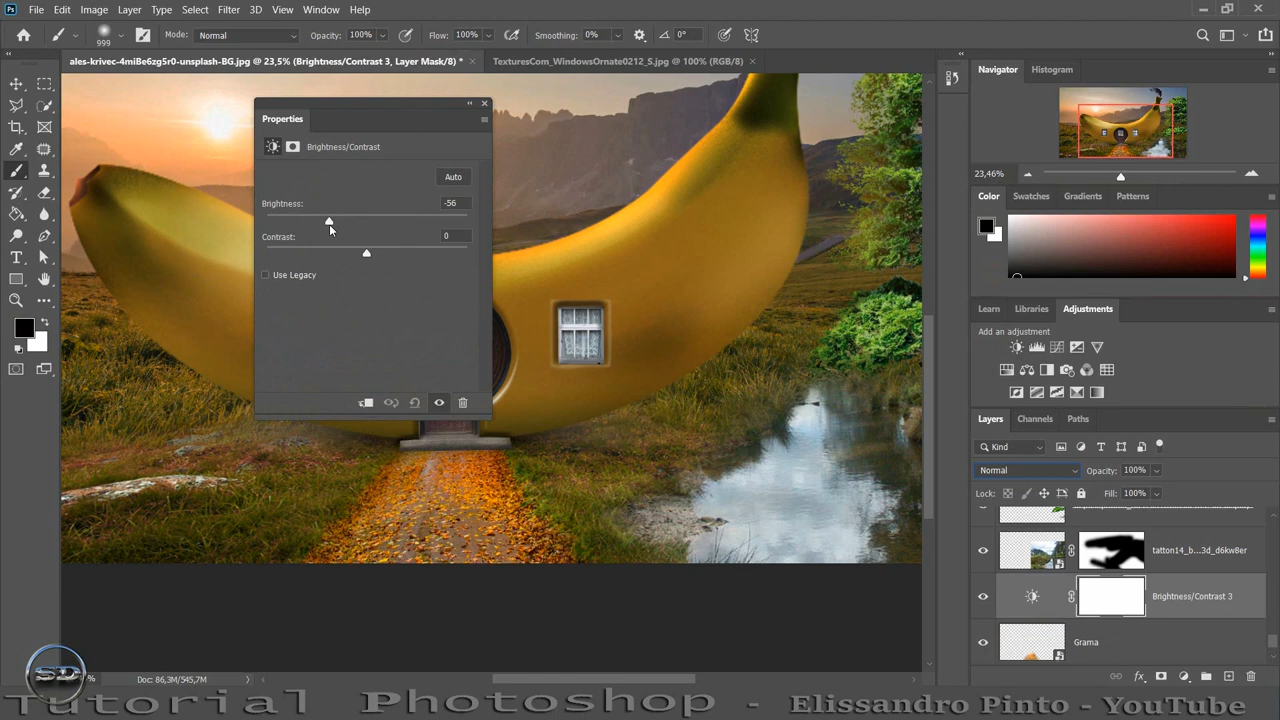 Ps File Edit Image Layer Type Select Filter 3D View Window Help
999 Mode: Normal Opacity: 100% Flow: 100% Smoothing: 0% 0°
ales-krivec-4miBe6zg5r0-unsplash-BG.jpg @ 23,5% (Brightness/Contrast 3, Layer Mask/8) * TexturesCom_WindowsOrnate0212_S.jpg @ 100% (RGB/8)
Navigator Histogram
Properties
Brightness/Contrast
Auto
Brightness: -56
Contrast: 0
Use Legacy
23,46%
Color Swatches Gradients Patterns
Learn Libraries Adjustments
Add an adjustment
Layers Channels Paths
Kind
Normal Opacity: 100%
Lock: Fill: 100%
tatton14_b...3d_d6kw8er
Brightness/Contrast 3
Grama
SD
% Doc: 86,3M/545,7M
Tutorial Photoshop - Elissandro Pinto - YouTube